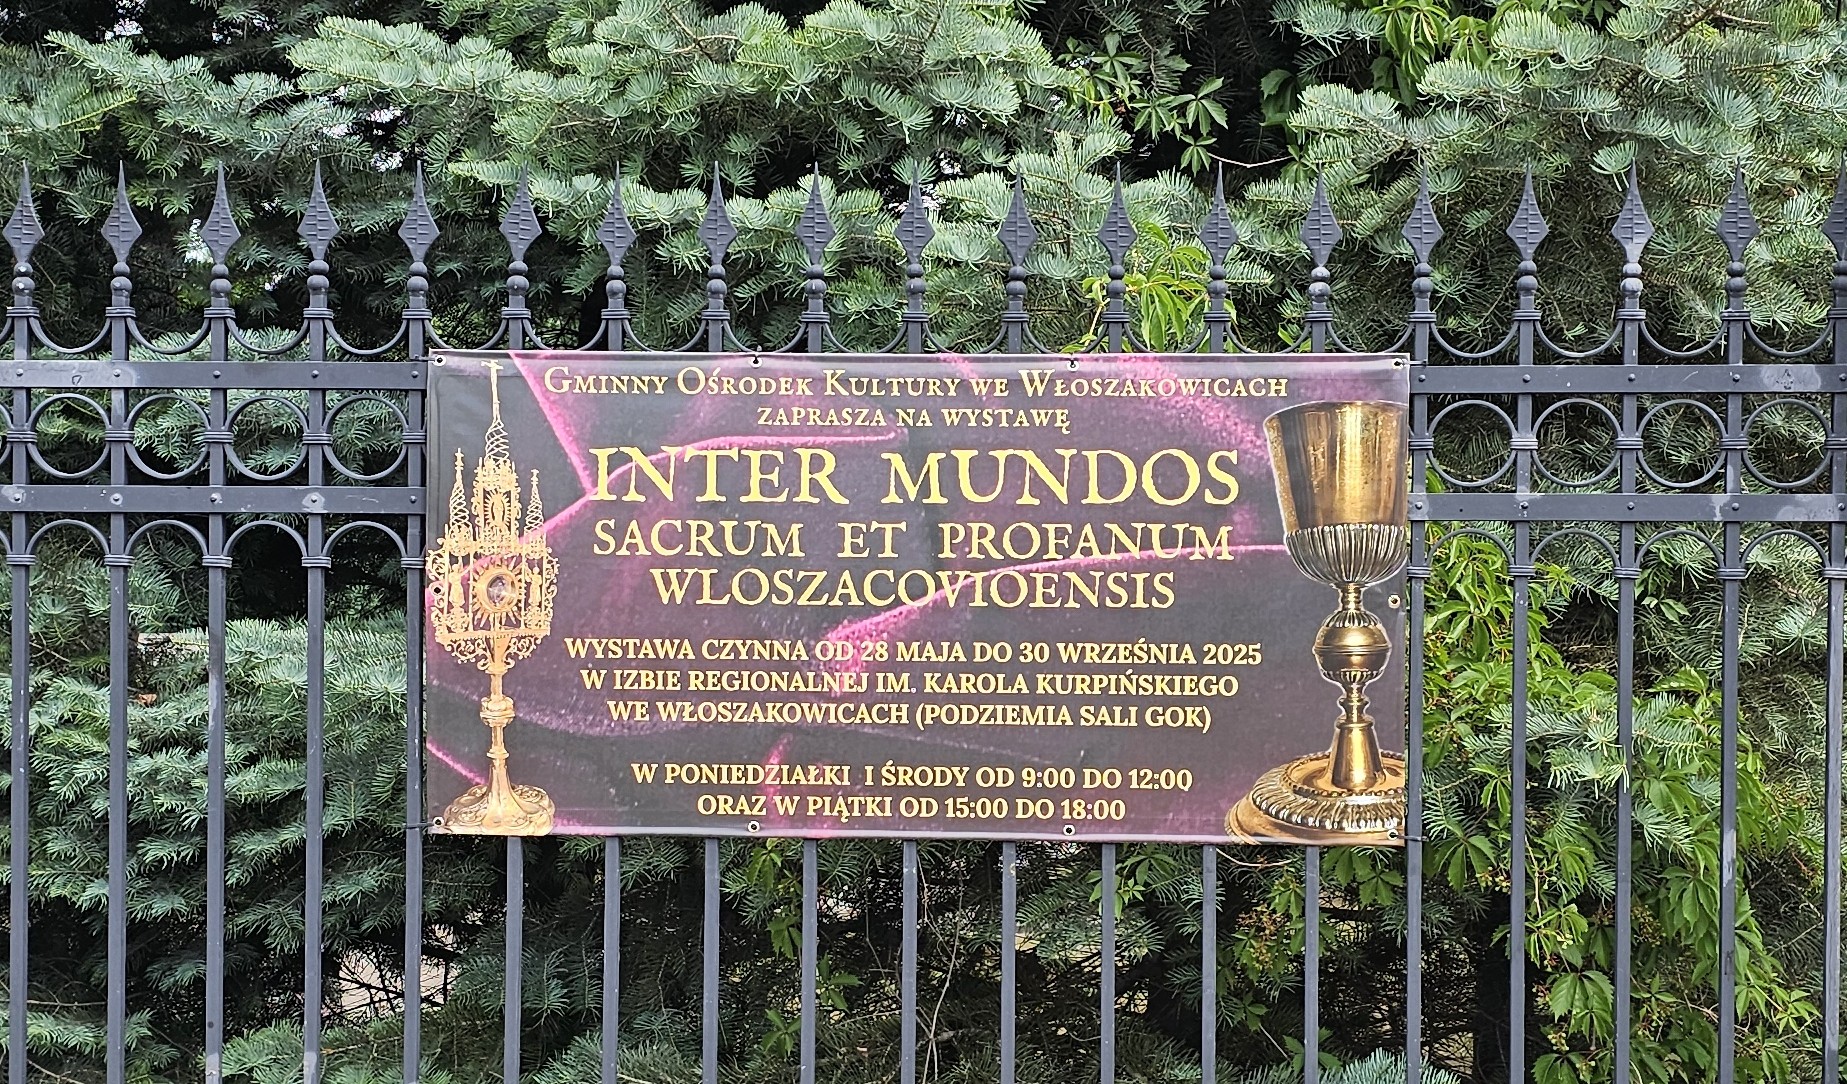 Gminny Ośrodek Kultury we Włoszakowicach
zaprasza na wystawę
INTER MUNDOS
SACRUM ET PROFANUM
WLOSZACOVIOENSIS
WYSTAWA CZYNNA OD 28 MAJA DO 30 WRZEŚNIA 2025
W IZBIE REGIONALNEJ IM. KAROLA KURPIŃSKIEGO
WE WŁOSZAKOWICACH (PODZIEMIA SALI GOK)
W PONIEDZIAŁKI I ŚRODY OD 9:00 DO 12:00
ORAZ W PIĄTKI OD 15:00 DO 18:00